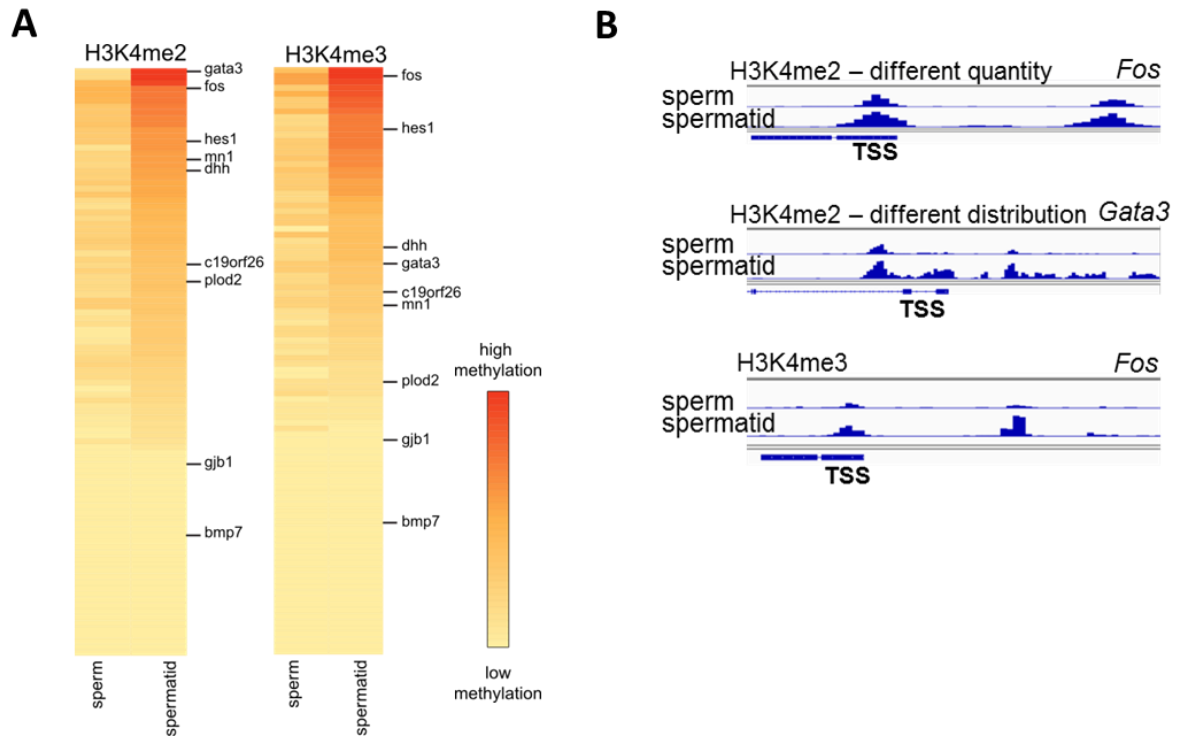 A
H3K4me2
H3K4me3
gata3
fos
hes1
mn1
dhh
c19orf26
plod2
gjb1
bmp7
fos
hes1
dhh
gata3
c19orf26
mn1
plod2
gjb1
bmp7
sperm
spermatid
sperm
spermatid
high
methylation
low
methylation
B
H3K4me2 – different quantity Fos
sperm
spermatid
TSS
H3K4me2 – different distribution Gata3
sperm
spermatid
TSS
H3K4me3 Fos
sperm
spermatid
TSS